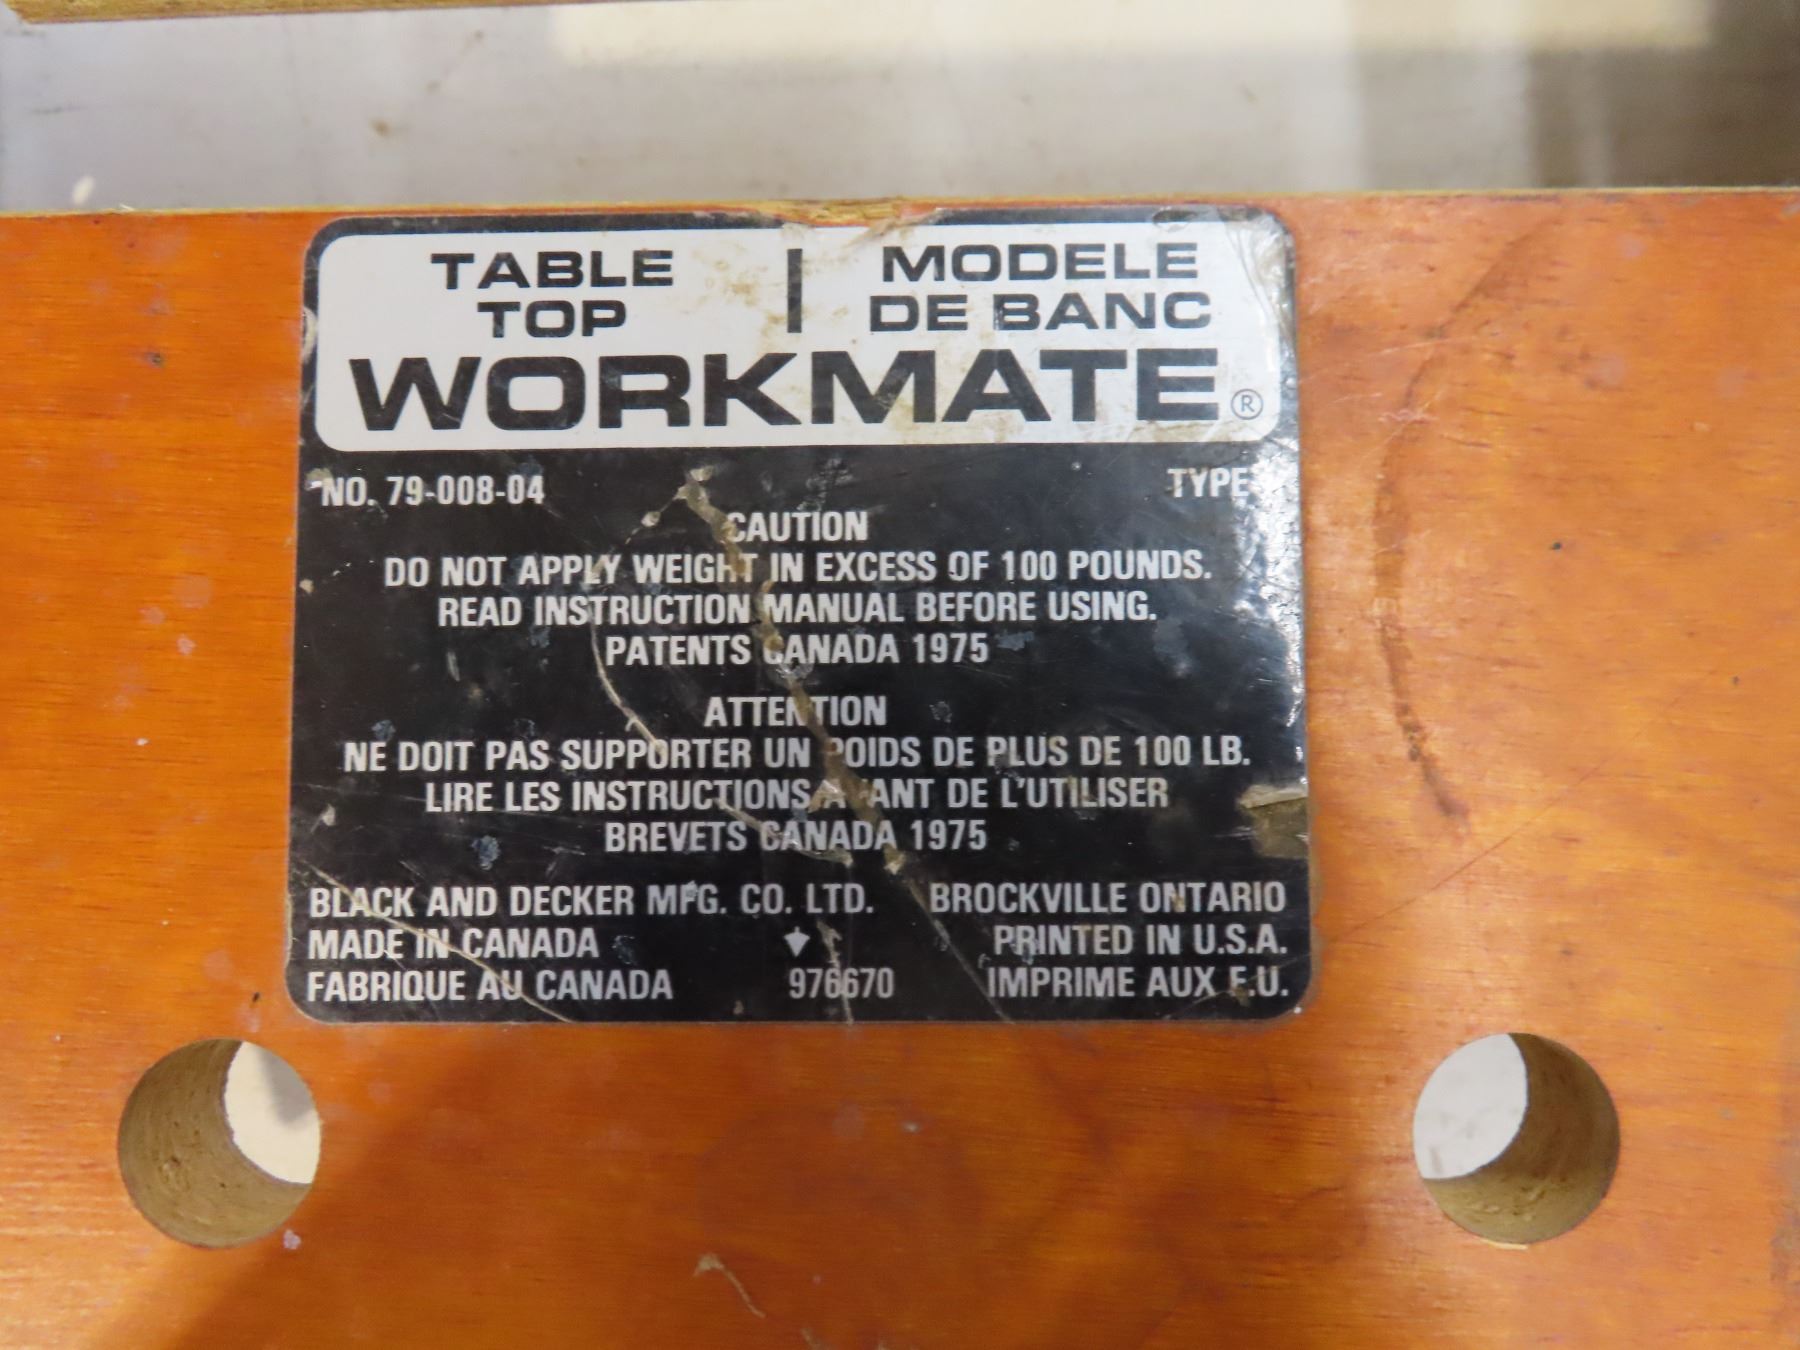 TABLE | MODELE
TOP DE BANC
WORKMATE®
NO. 79-008-04 TYPE
CAUTION
DO NOT APPLY WEIGHT IN EXCESS OF 100 POUNDS.
READ INSTRUCTION MANUAL BEFORE USING.
PATENTS CANADA 1975
ATTENTION
NE DOIT PAS SUPPORTER UN POIDS DE PLUS DE 100 LB.
LIRE LES INSTRUCTIONS AVANT DE L'UTILISER
BREVETS CANADA 1975
BLACK AND DECKER MFG. CO. LTD. BROCKVILLE ONTARIO
MADE IN CANADA PRINTED IN U.S.A.
FABRIQUE AU CANADA 976670 IMPRIME AUX E.U.